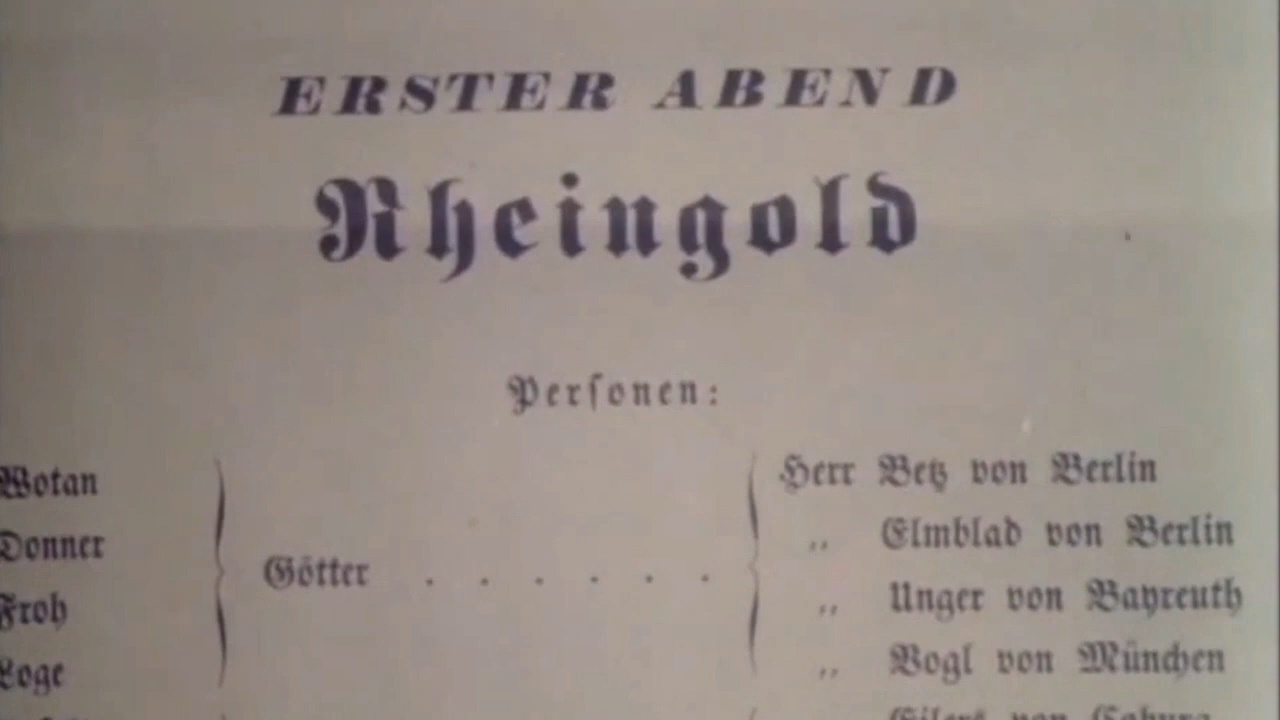 ERSTER ABEND
Rheingold
Perſonen:
Wotan Herr Betz von Berlin
Donner „ Elmblad von Berlin
Götter . . . . . .
Froh „ Unger von Bayreuth
Loge „ Vogl von München